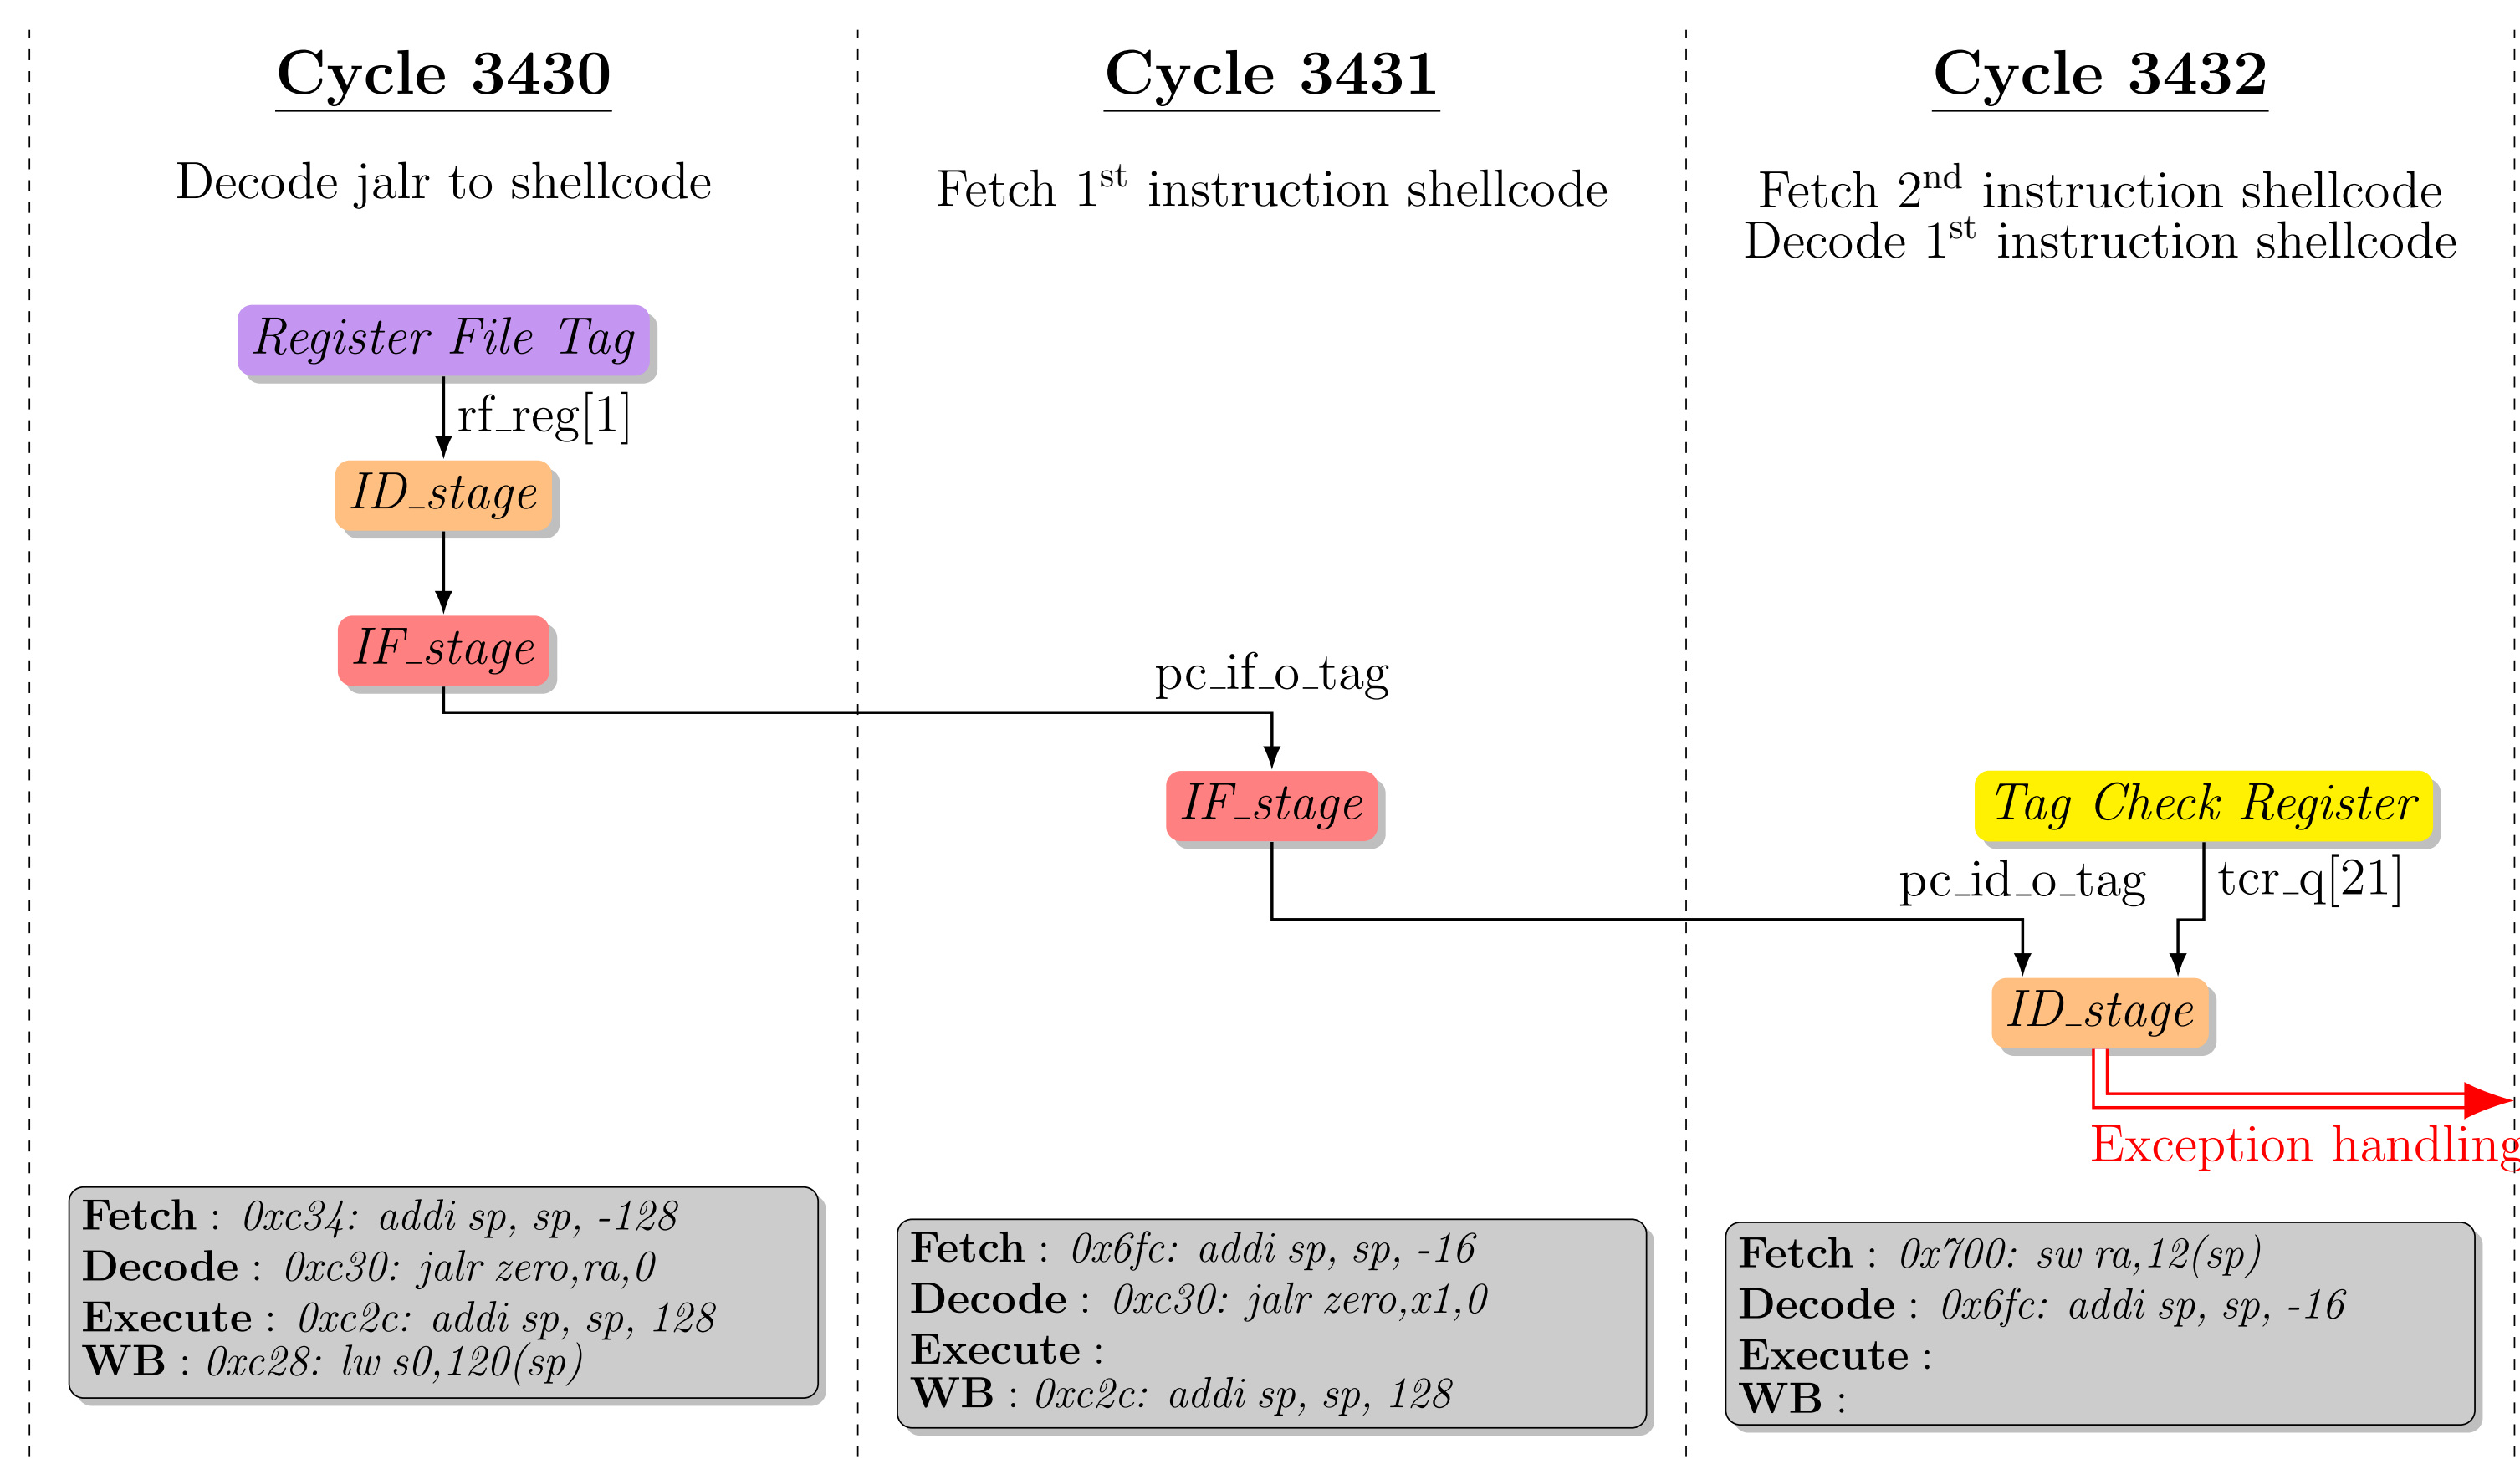 Cycle 3430
Decode jalr to shellcode
Register File Tag
rf_reg[1]
ID_stage
IF_stage
Fetch : 0xc34: addi sp, sp, -128
Decode : 0xc30: jalr zero,ra,0
Execute : 0xc2c: addi sp, sp, 128
WB : 0xc28: lw s0,120(sp)
Cycle 3431
Fetch 1st instruction shellcode
pc_if_o_tag
IF_stage
Fetch : 0x6fc: addi sp, sp, -16
Decode : 0xc30: jalr zero,x1,0
Execute :
WB : 0xc2c: addi sp, sp, 128
Cycle 3432
Fetch 2nd instruction shellcode
Decode 1st instruction shellcode
Tag Check Register
pc_id_o_tag
tcr_q[21]
ID_stage
Exception handling
Fetch : 0x700: sw ra,12(sp)
Decode : 0x6fc: addi sp, sp, -16
Execute :
WB :